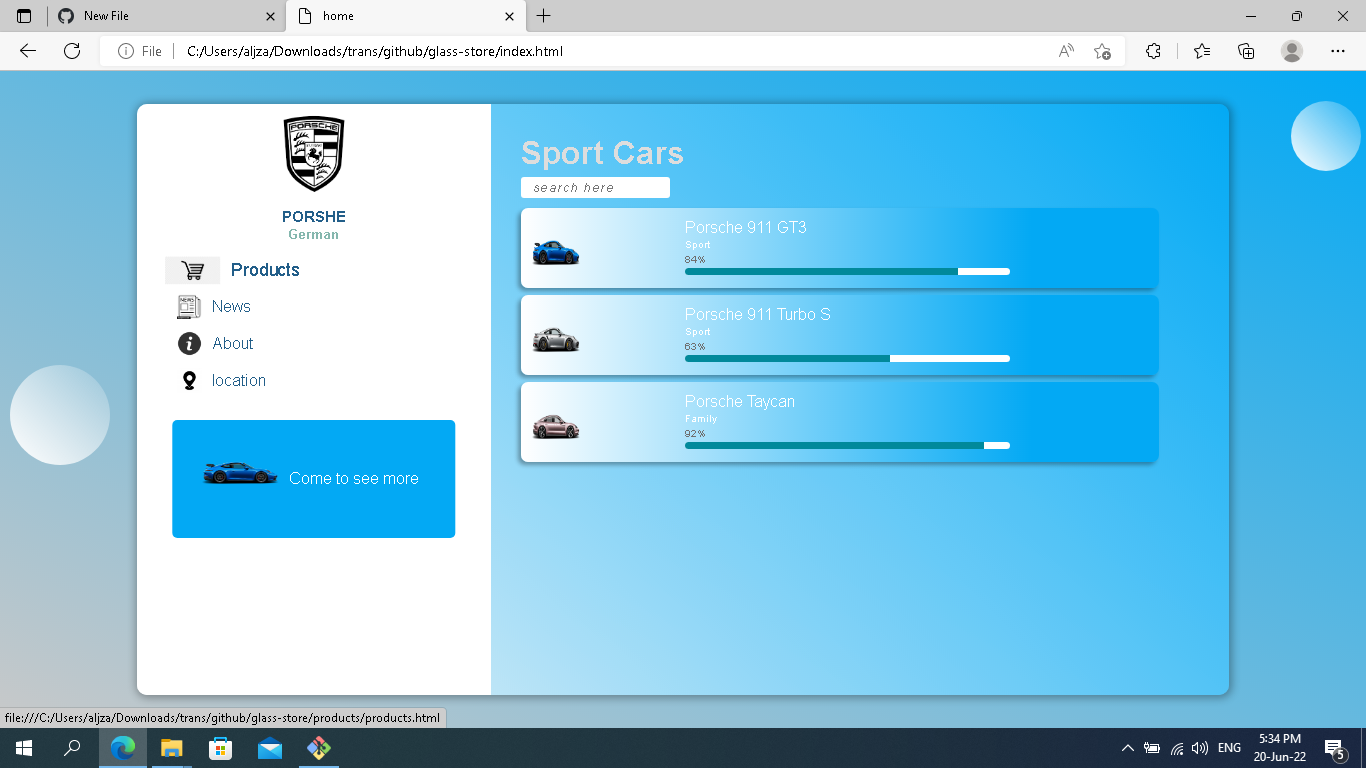 New File
home
File
C:/Users/aljza/Downloads/trans/github/glass-store/index.html
PORSCHE
PORSHE
German
Products
NEWS
News
About
location
Come to see more
Sport Cars
search here
Porsche 911 GT3
Sport
84%
Porsche 911 Turbo S
Sport
63%
Porsche Taycan
Family
92%
file:///C:/Users/aljza/Downloads/trans/github/glass-store/products/products.html
ENG
5:34 PM
20-Jun-22
5